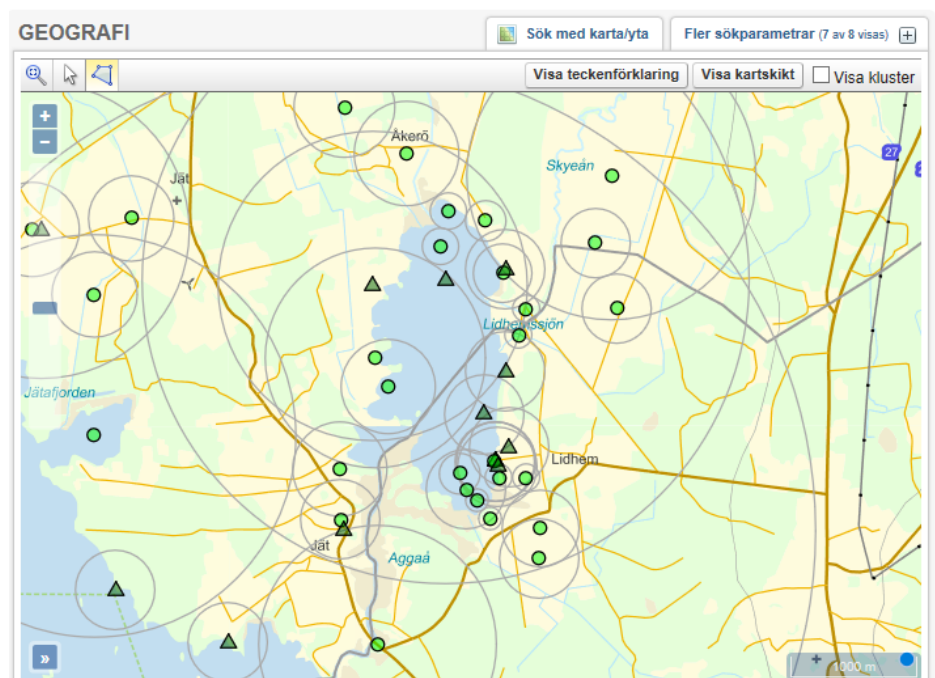 GEOGRAFI
Sök med karta/yta
Fler sökparametrar (7 av 8 visas)
Visa teckenförklaring
Visa kartskikt
Visa kluster
Åkerö
27
Skyeån
Jät
Lidhemssjön
Jätafjorden
Lidhem
Jät
Aggaå
»
1000 m